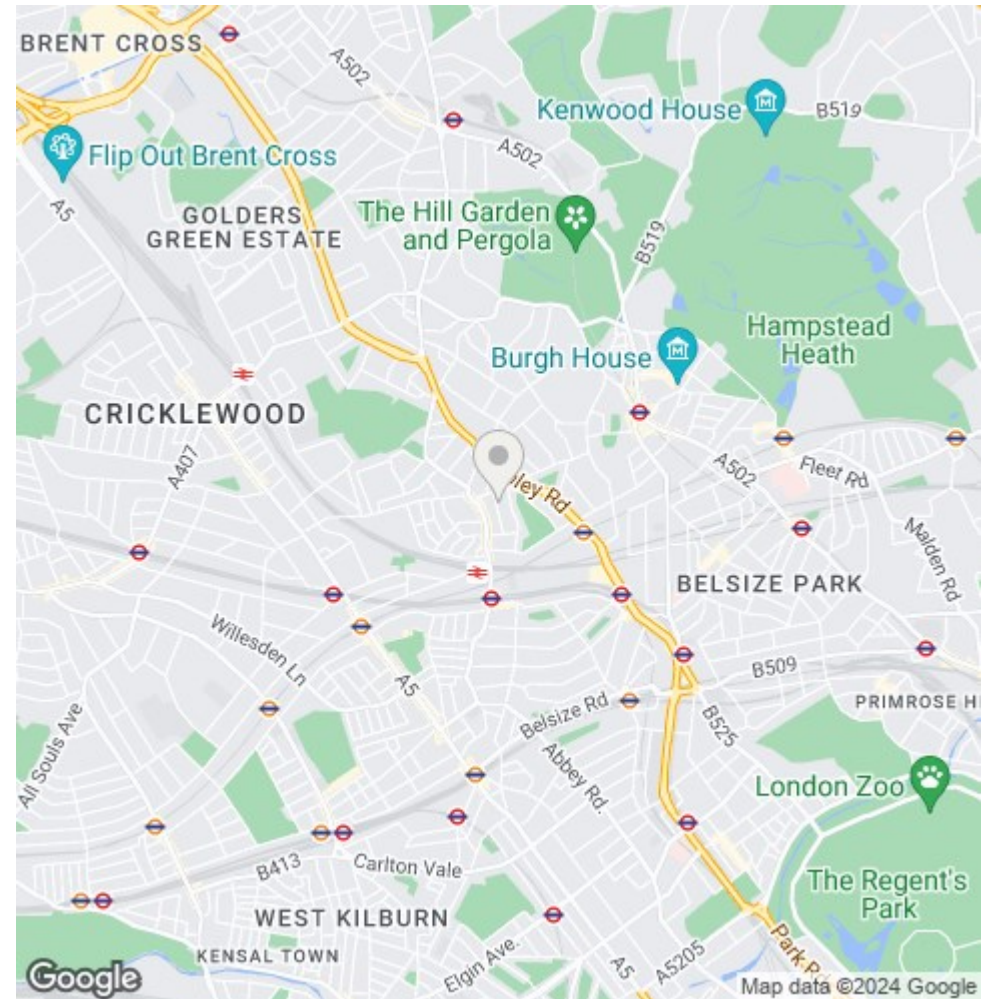 BRENT CROSS
A502
Kenwood House
B519
Flip Out Brent Cross
A502
A5
GOLDERS
GREEN ESTATE
The Hill Garden
and Pergola
B519
Hampstead
Heath
Burgh House
CRICKLEWOOD
A407
A502
Fleet Rd
ley Rd
Malden Rd
BELSIZE PARK
Willesden Ln
A5
B509
PRIMROSE HI
All Souls Ave
Belsize Rd
B525
Abbey Rd.
London Zoo
B413
Carlton Vale
The Regent's
Park
WEST KILBURN
KENSAL TOWN
Elgin Ave.
A5
A5205
Park Rd
Google
Map data ©2024 Google